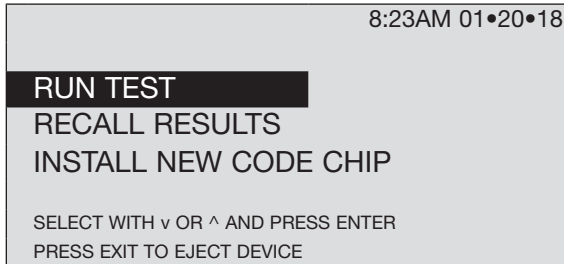 8:23AM 01•20•18
RUN TEST
RECALL RESULTS
INSTALL NEW CODE CHIP
SELECT WITH v OR ^ AND PRESS ENTER
PRESS EXIT TO EJECT DEVICE